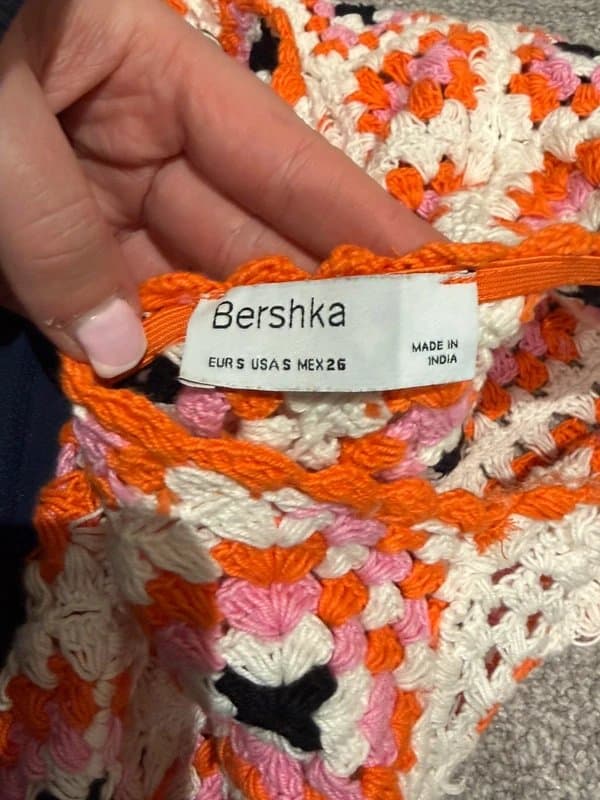 Bershka
EUR S USA S MEX 26
MADE IN
INDIA